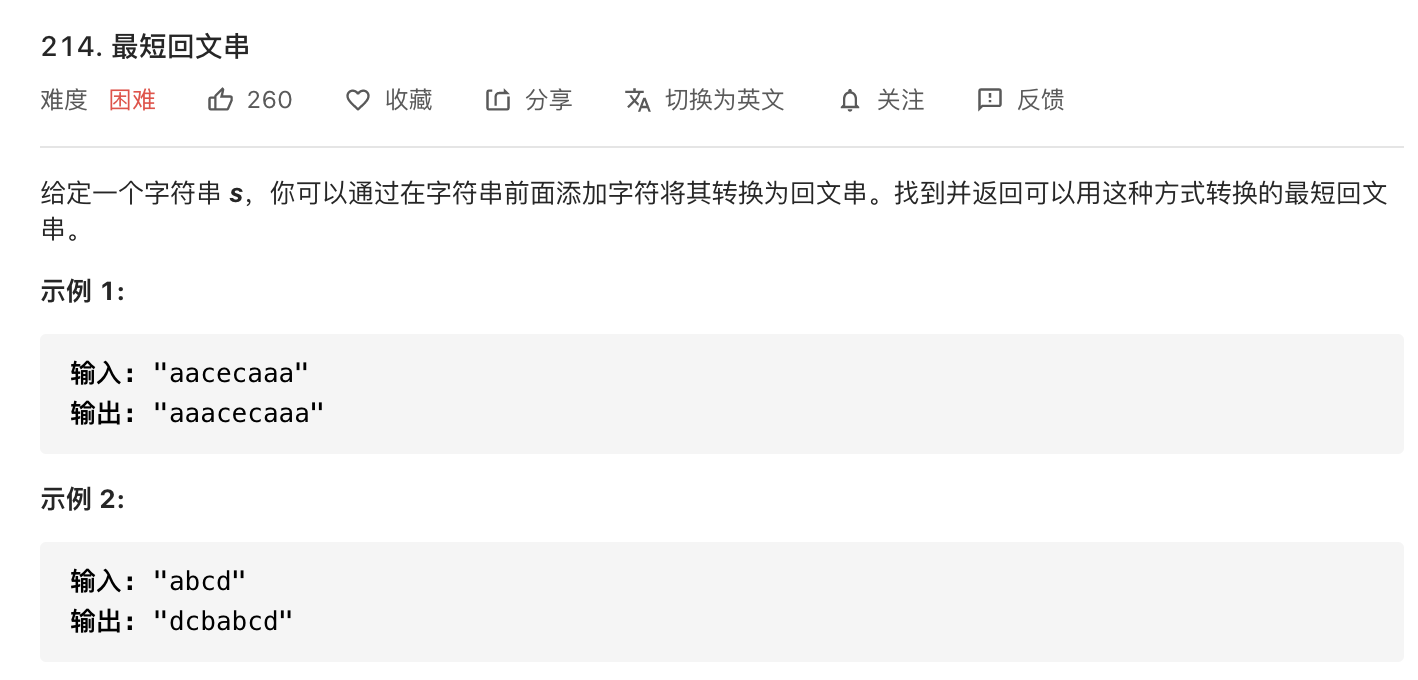 214. 最短回文串
难度 困难 260 收藏 分享 切换为英文 关注 反馈
给定一个字符串 s，你可以通过在字符串前面添加字符将其转换为回文串。找到并返回可以用这种方式转换的最短回文
串。
示例 1:
输入: "aacecaaa"
输出: "aaacecaaa"
示例 2:
输入: "abcd"
输出: "dcbabcd"